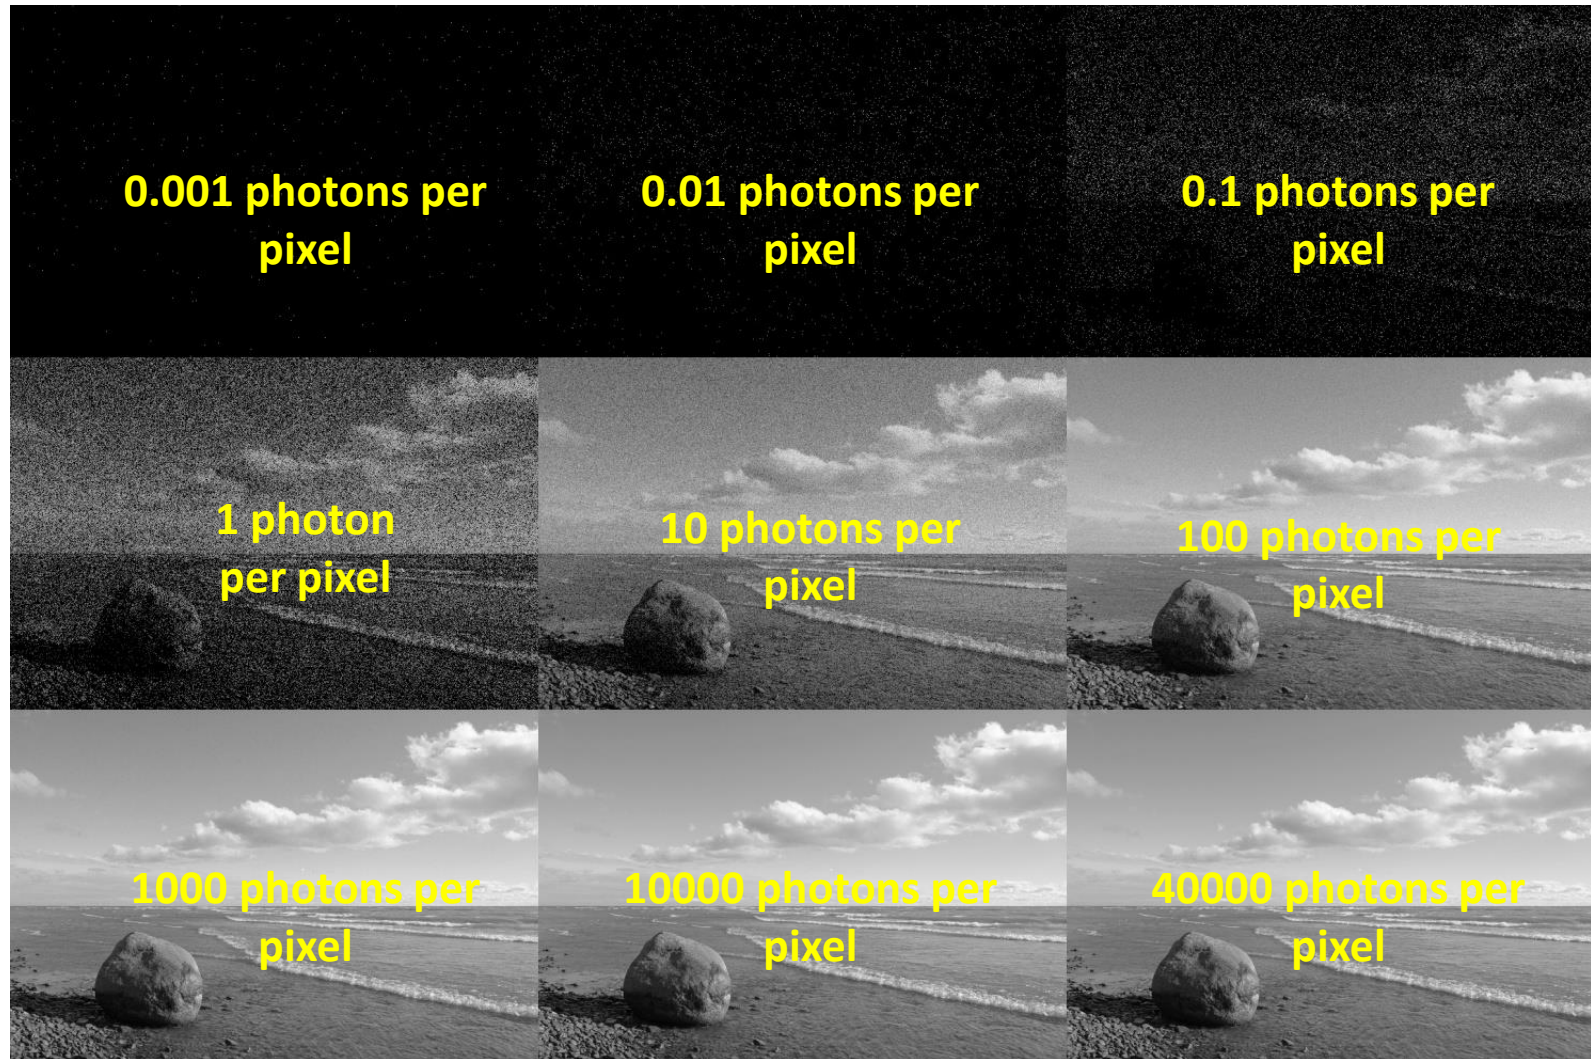 0.001 photons per
pixel
0.01 photons per
pixel
0.1 photons per
pixel
1 photon
per pixel
10 photons per
pixel
100 photons per
pixel
1000 photons per
pixel
10000 photons per
pixel
40000 photons per
pixel